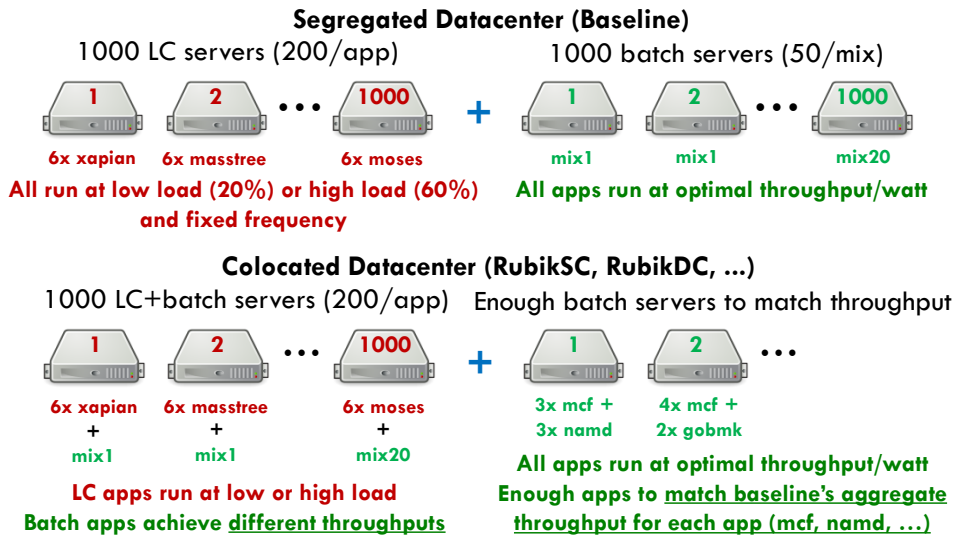 Segregated Datacenter (Baseline)
1000 LC servers (200/app)
1000 batch servers (50/mix)
1
2
...
1000
+
1
2
...
1000
6x xapian
6x masstree
6x moses
mix1
mix1
mix20
All run at low load (20%) or high load (60%)
and fixed frequency
All apps run at optimal throughput/watt
Colocated Datacenter (RubikSC, RubikDC, ...)
1000 LC+batch servers (200/app)
Enough batch servers to match throughput
1
2
...
1000
+
1
2
...
6x xapian
+
mix1
6x masstree
+
mix1
6x moses
+
mix20
3x mcf +
3x namd
4x mcf +
2x gobmk
LC apps run at low or high load
Batch apps achieve different throughputs
All apps run at optimal throughput/watt
Enough apps to match baseline's aggregate
throughput for each app (mcf, namd, ...)